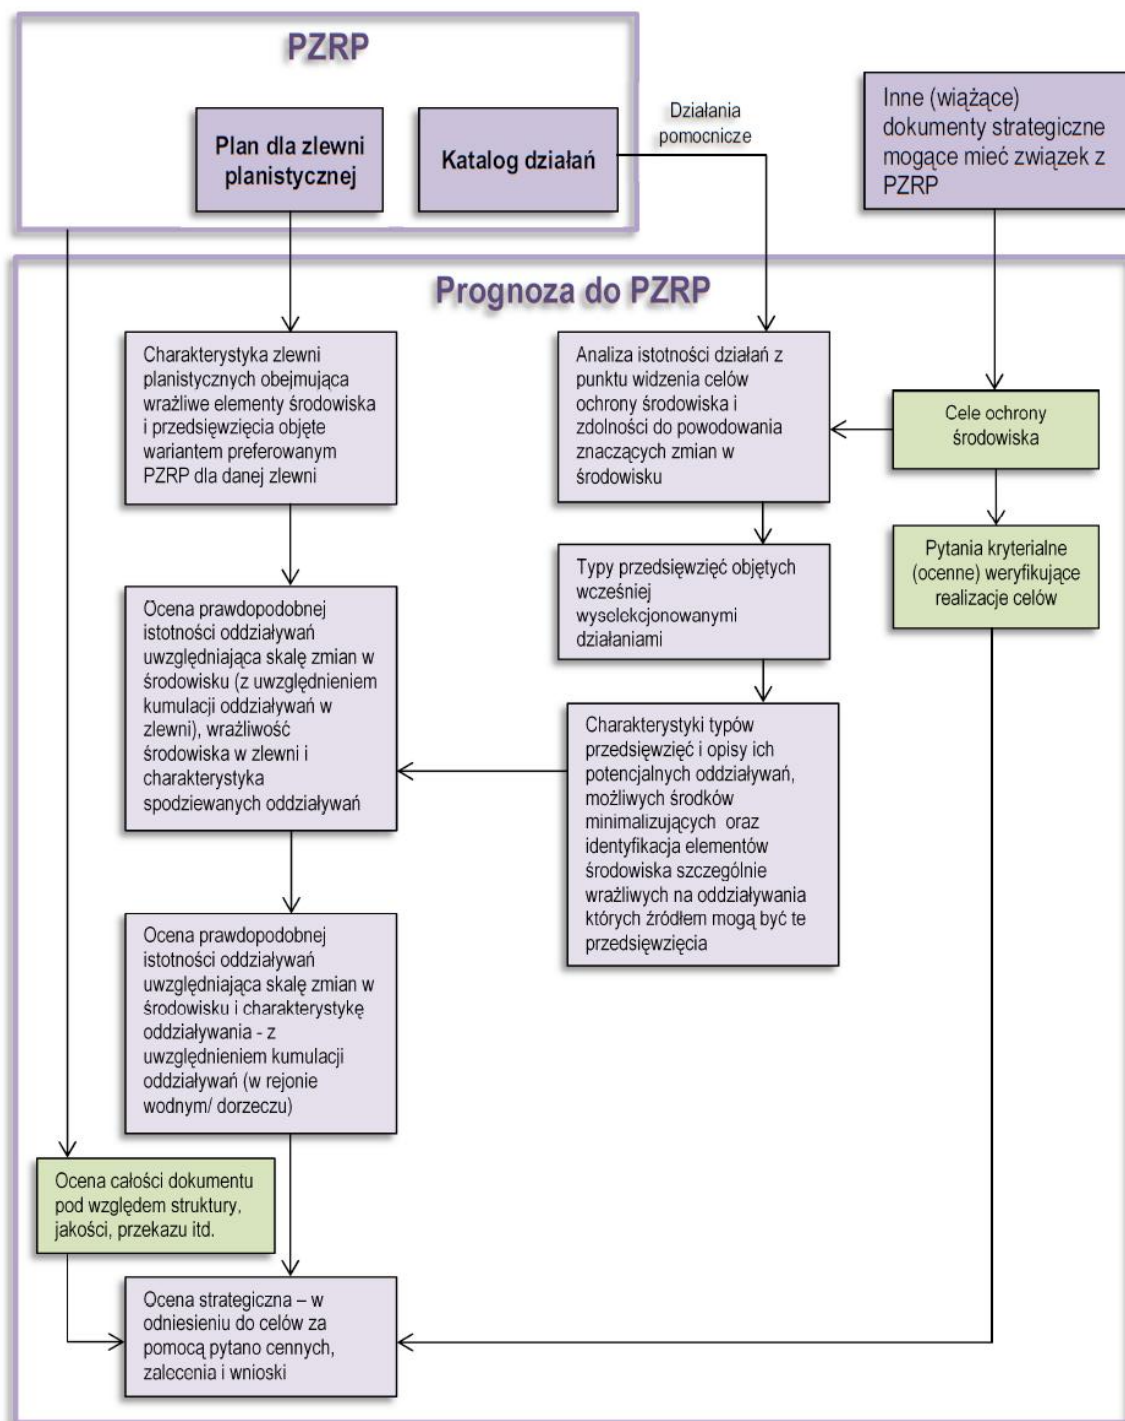 PZRP
Plan dla zlewni
planistycznej
Katalog działań
Działania
pomocnicze
Inne (wiążące)
dokumenty strategiczne
mogące mieć związek z
PZRP
Prognoza do PZRP
Charakterystyka zlewni
planistycznych obejmująca
wrażliwe elementy środowiska
i przedsięwzięcia objęte
wariantem preferowanym
PZRP dla danej zlewni
Analiza istotności działań z
punktu widzenia celów
ochrony środowiska i
zdolności do powodowania
znaczących zmian w
środowisku
Cele ochrony
środowiska
Pytania kryterialne
(ocenne) weryfikujące
realizacje celów
Typy przedsięwzięć objętych
wcześniej
wyselekcjonowanymi
działaniami
Ocena prawdopodobnej
istotności oddziaływań
uwzględniająca skalę zmian w
środowisku (z uwzględnieniem
kumulacji oddziaływań w
zlewni), wrażliwość
środowiska w zlewni i
charakterystyka
spodziewanych oddziaływań
Charakterystyki typów
przedsięwzięć i opisy ich
potencjalnych oddziaływań,
możliwych środków
minimalizujących oraz
identyfikacja elementów
środowiska szczególnie
wrażliwych na oddziaływania
których źródłem mogą być te
przedsięwzięcia
Ocena prawdopodobnej
istotności oddziaływań
uwzględniająca skalę zmian w
środowisku i charakterystykę
oddziaływania - z
uwzględnieniem kumulacji
oddziaływań (w rejonie
wodnym/ dorzeczu)
Ocena całości dokumentu
pod względem struktury,
jakości, przekazu itd.
Ocena strategiczna – w
odniesieniu do celów za
pomocą pytano cennych,
zalecenia i wnioski